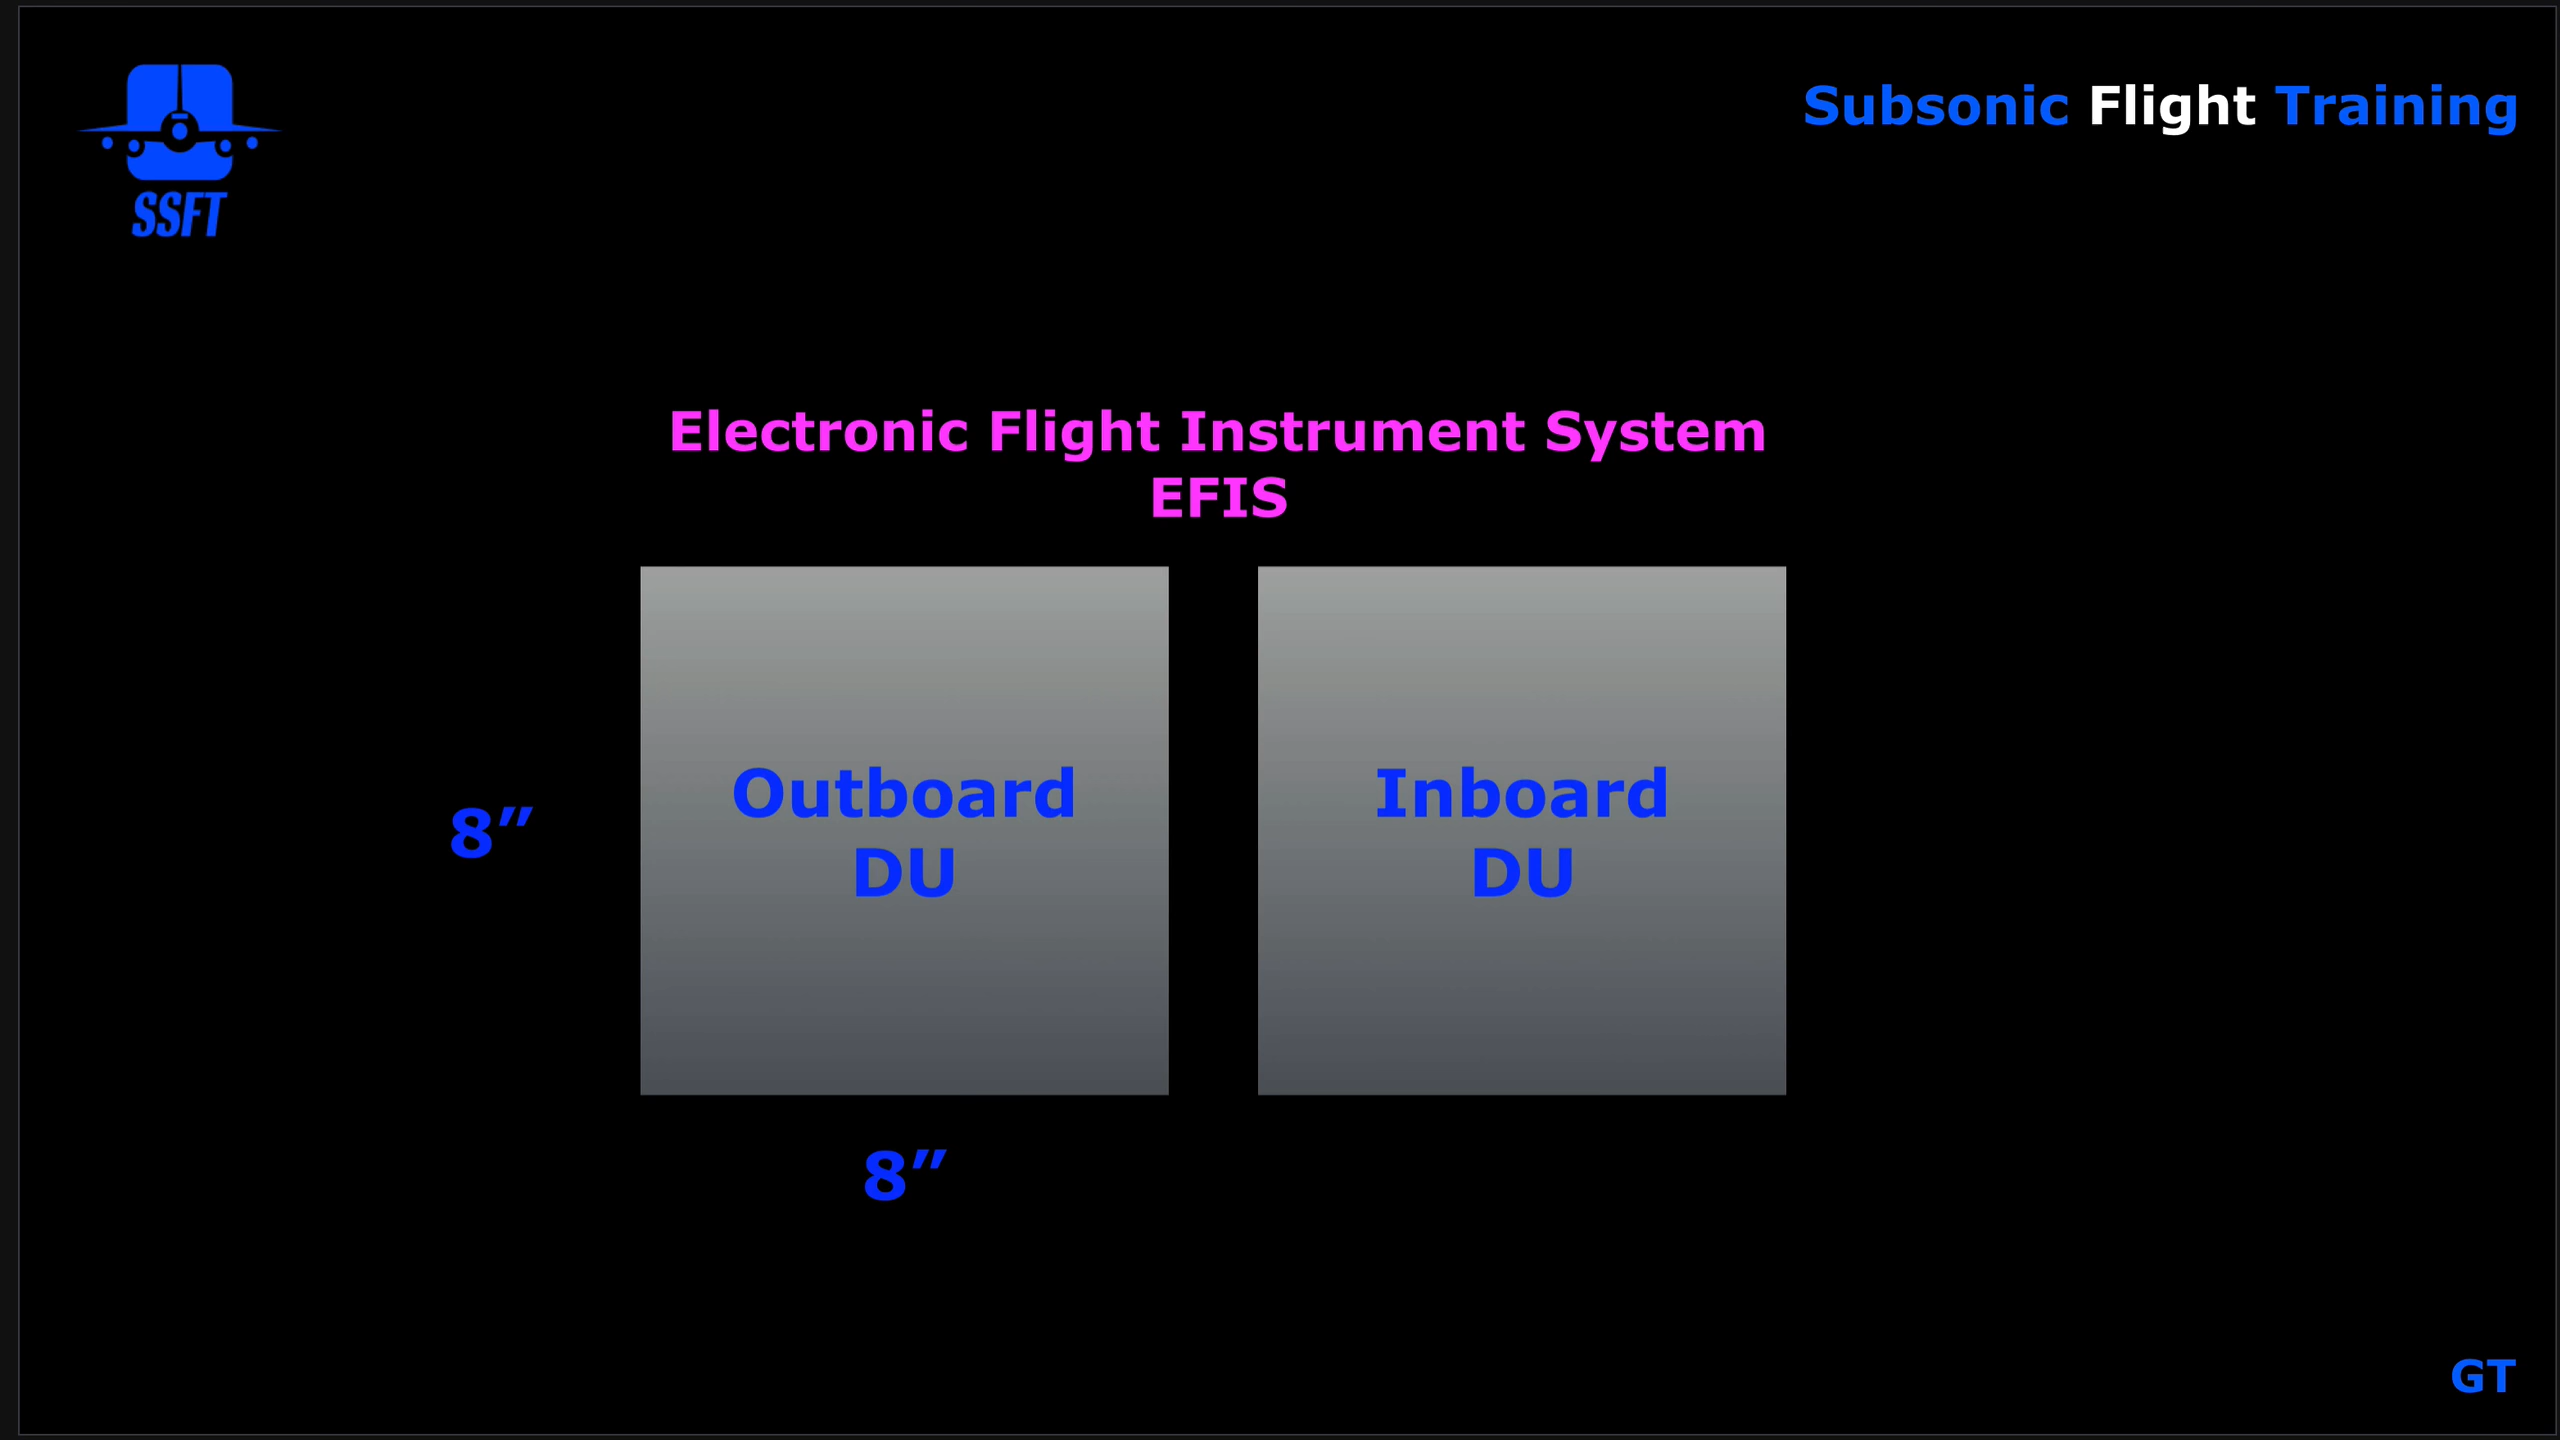 SSFT
Subsonic Flight Training
Electronic Flight Instrument System
EFIS
Outboard
DU
Inboard
DU
8”
8”
GT